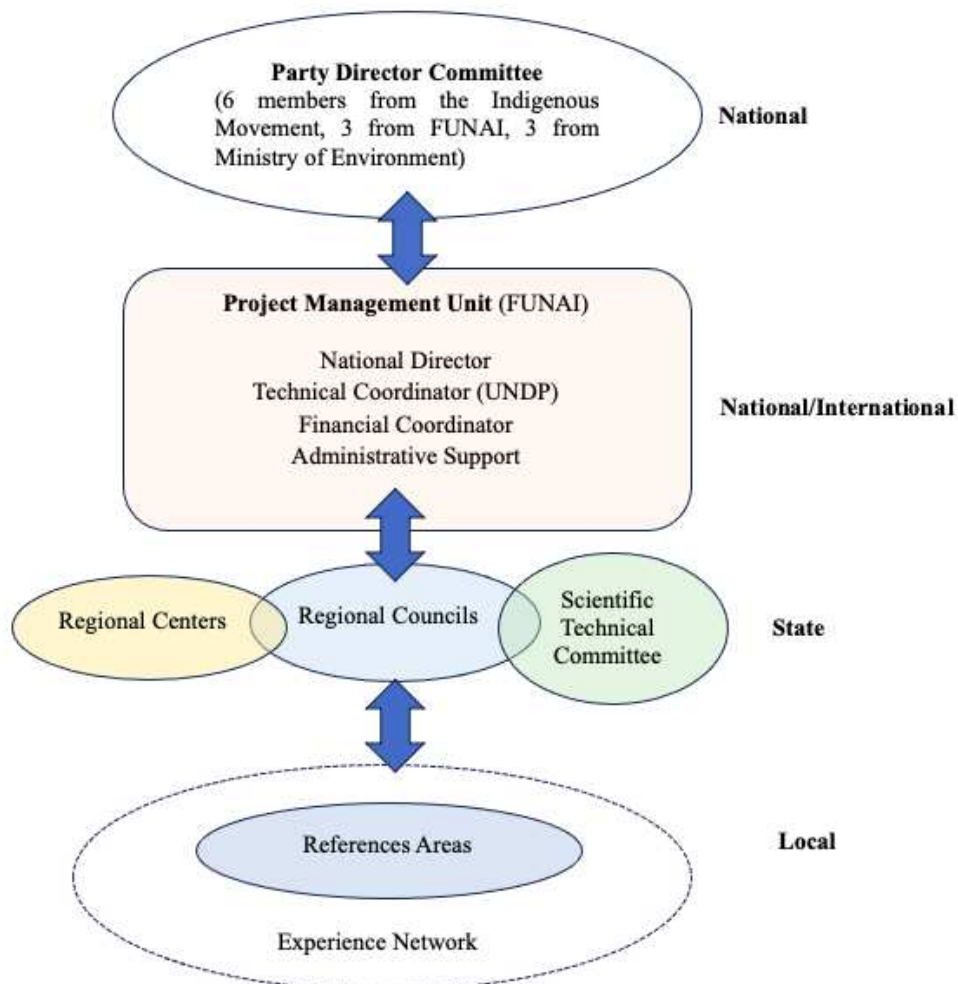 Party Director Committee
(6 members from the Indigenous
Movement, 3 from FUNAI, 3 from
Ministry of Environment)
National
Project Management Unit (FUNAI)
National Director
Technical Coordinator (UNDP)
Financial Coordinator
Administrative Support
National/International
Regional Centers
Regional Councils
Scientific
Technical
Committee
State
References Areas
Local
Experience Network